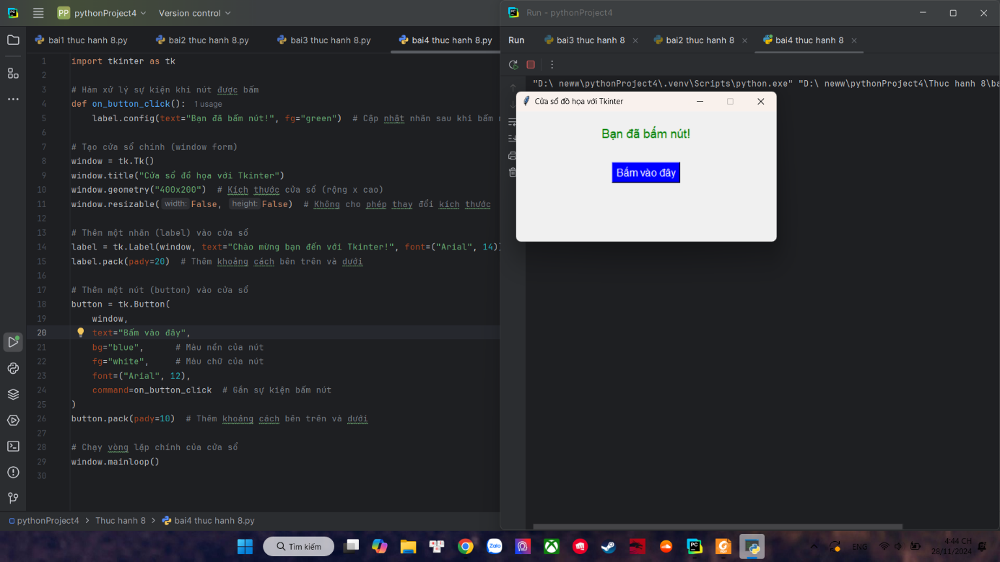 PP pythonProject4 Version control
Run - pythonProject4
bai1 thuc hanh 8.py bai2 thuc hanh 8.py bai3 thuc hanh 8.py bai4 thuc hanh 8.py
Run bai3 thuc hanh 8 bai2 thuc hanh 8 bai4 thuc hanh 8
1 import tkinter as tk
2
3 # Hàm xử lý sự kiện khi nút được bấm
4 def on_button_click(): 1 usage
5 label.config(text="Bạn đã bấm nút!", fg="green") # Cập nhật nhãn sau khi bấm
6
7 # Tạo cửa sổ chính (window form)
8 window = tk.Tk()
9 window.title("Cửa sổ đồ họa với Tkinter")
10 window.geometry("400x200") # Kích thước cửa sổ (rộng x cao)
11 window.resizable( width: False, height: False) # Không cho phép thay đổi kích thước
12
13 # Thêm một nhãn (label) vào cửa sổ
14 label = tk.Label(window, text="Chào mừng bạn đến với Tkinter!", font=("Arial", 14))
15 label.pack(pady=20) # Thêm khoảng cách bên trên và dưới
16
17 # Thêm một nút (button) vào cửa sổ
18 button = tk.Button(
19 window,
20 text="Bấm vào đây",
21 bg="blue", # Màu nền của nút
22 fg="white", # Màu chữ của nút
23 font=("Arial", 12),
24 command=on_button_click # Gắn sự kiện bấm nút
25 )
26 button.pack(pady=10) # Thêm khoảng cách bên trên và dưới
27
28 # Chạy vòng lặp chính của cửa sổ
29 window.mainloop()
30
"D:\ neww\pythonProject4\.venv\Scripts\python.exe" "D:\ neww\pythonProject4\Thuc hanh 8\ba
Cửa sổ đồ họa với Tkinter
Bạn đã bấm nút!
Bấm vào đây
pythonProject4 > Thuc hanh 8 > bai4 thuc hanh 8.py
Tìm kiếm
Zalo
ENG
4:44 CH
28/11/2024